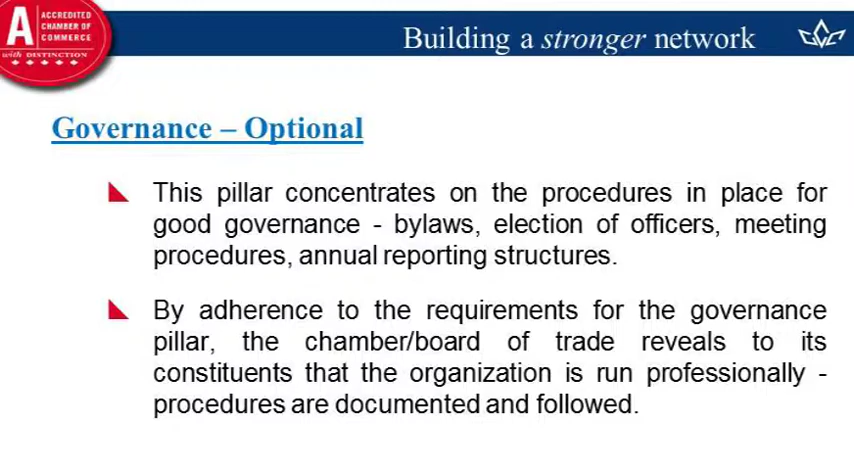 A
ACCREDITED
CHAMBER OF
COMMERCE
with DISTINCTION
Building a stronger network
Governance – Optional
This pillar concentrates on the procedures in place for
good governance - bylaws, election of officers, meeting
procedures, annual reporting structures.
By adherence to the requirements for the governance
pillar, the chamber/board of trade reveals to its
constituents that the organization is run professionally -
procedures are documented and followed.